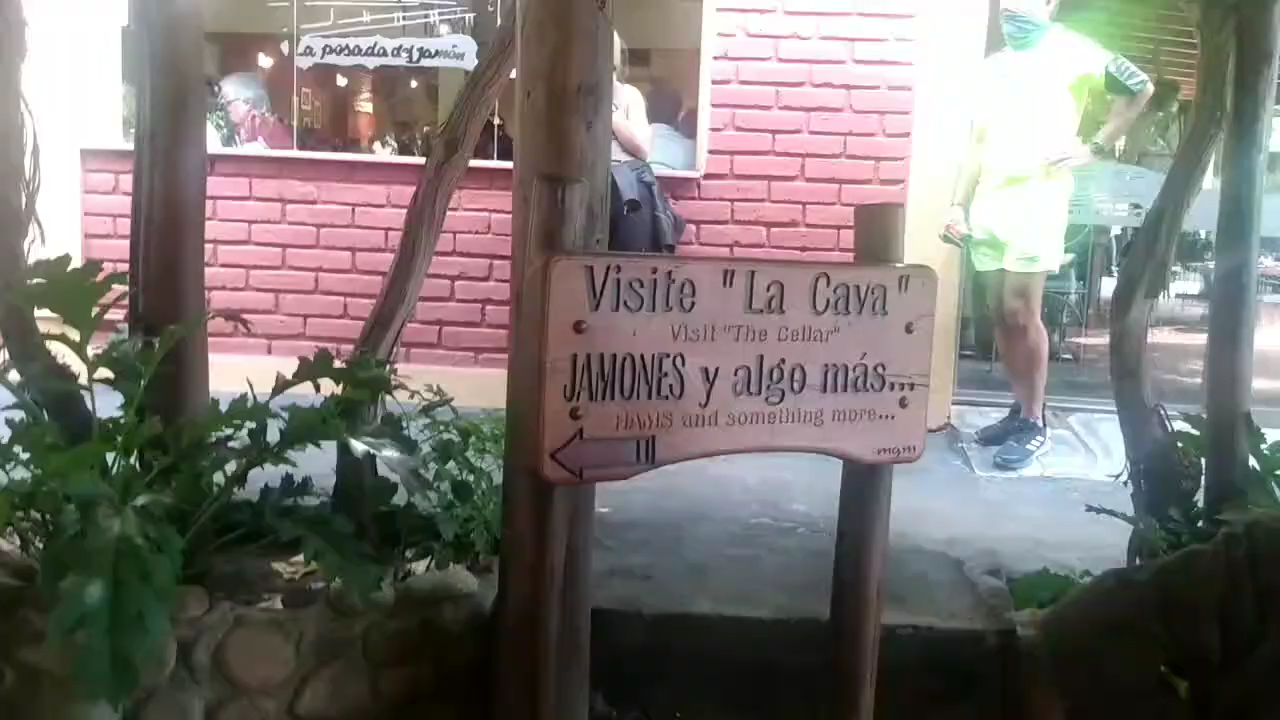 La posada del jamón
Visite "La Cava"
Visit "The Cellar"
JAMONES y algo más...
HAMS and something more...
mgm